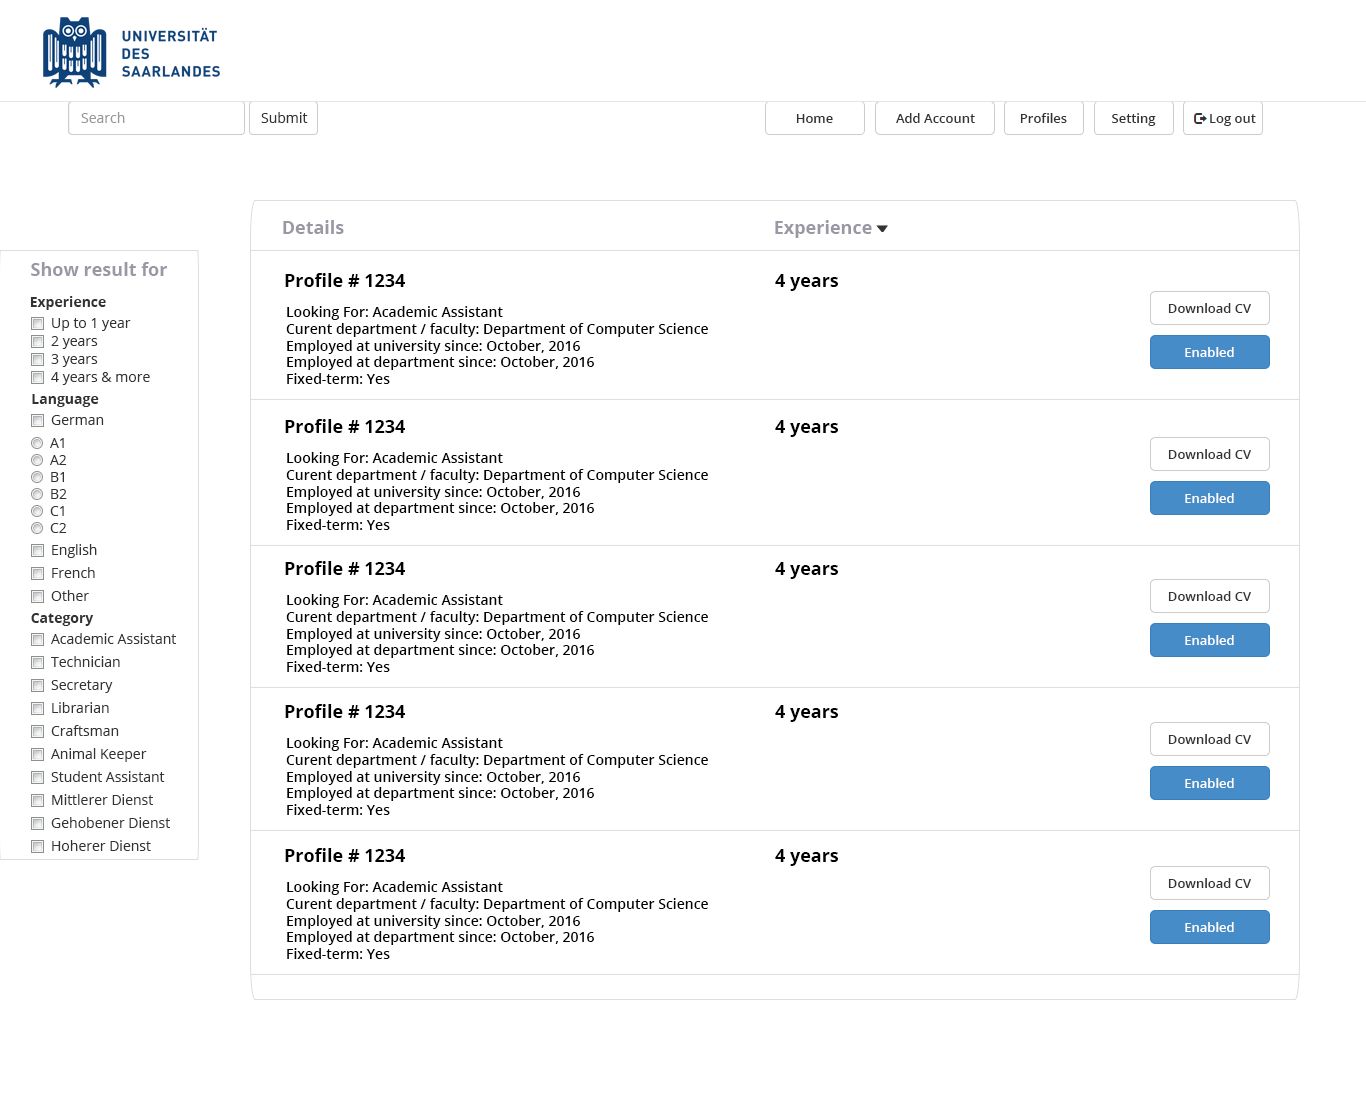 UNIVERSITÄT
DES
SAARLANDES
Search
Submit
Home
Add Account
Profiles
Setting
Log out
Show result for
Experience
Up to 1 year
2 years
3 years
4 years & more
Language
German
A1
A2
B1
B2
C1
C2
English
French
Other
Category
Academic Assistant
Technician
Secretary
Librarian
Craftsman
Animal Keeper
Student Assistant
Mittlerer Dienst
Gehobener Dienst
Hoherer Dienst
Details
Experience
Profile # 1234
4 years
Looking For: Academic Assistant
Curent department / faculty: Department of Computer Science
Employed at university since: October, 2016
Employed at department since: October, 2016
Fixed-term: Yes
Download CV
Enabled
Profile # 1234
4 years
Looking For: Academic Assistant
Curent department / faculty: Department of Computer Science
Employed at university since: October, 2016
Employed at department since: October, 2016
Fixed-term: Yes
Download CV
Enabled
Profile # 1234
4 years
Looking For: Academic Assistant
Curent department / faculty: Department of Computer Science
Employed at university since: October, 2016
Employed at department since: October, 2016
Fixed-term: Yes
Download CV
Enabled
Profile # 1234
4 years
Looking For: Academic Assistant
Curent department / faculty: Department of Computer Science
Employed at university since: October, 2016
Employed at department since: October, 2016
Fixed-term: Yes
Download CV
Enabled
Profile # 1234
4 years
Looking For: Academic Assistant
Curent department / faculty: Department of Computer Science
Employed at university since: October, 2016
Employed at department since: October, 2016
Fixed-term: Yes
Download CV
Enabled